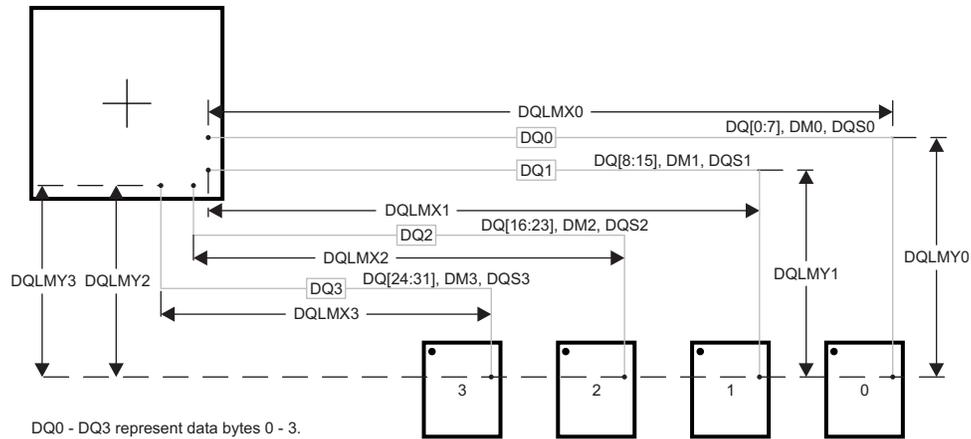 DQLMX0
DQ[0:7], DM0, DQS0
DQ0
DQ[8:15], DM1, DQS1
DQ1
DQLMX1
DQ[16:23], DM2, DQS2
DQ2
DQLMX2
DQLMY0
DQLMY3 DQLMY2
DQLMY1
DQ[24:31], DM3, DQS3
DQ3
DQLMX3
3 2 1 0
DQ0 - DQ3 represent data bytes 0 - 3.